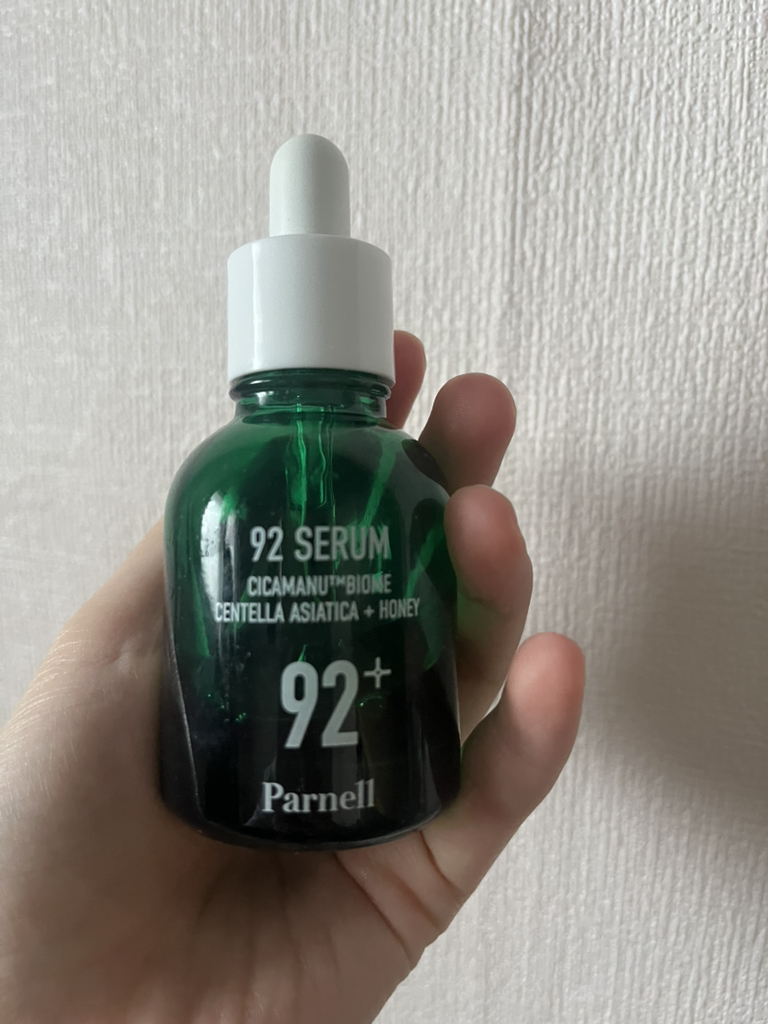 92 SERUM
CICAMANU™BIOME
CENTELLA ASIATICA + HONEY
92+
Parnell